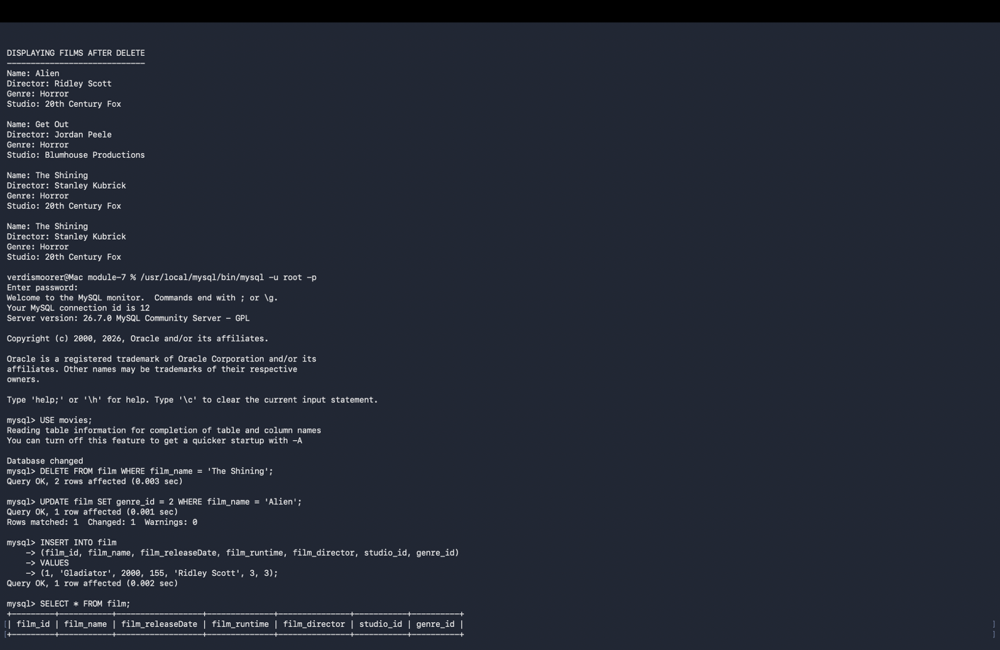 DISPLAYING FILMS AFTER DELETE
-----------------------------
Name: Alien
Director: Ridley Scott
Genre: Horror
Studio: 20th Century Fox
Name: Get Out
Director: Jordan Peele
Genre: Horror
Studio: Blumhouse Productions
Name: The Shining
Director: Stanley Kubrick
Genre: Horror
Studio: 20th Century Fox
Name: The Shining
Director: Stanley Kubrick
Genre: Horror
Studio: 20th Century Fox
verdismoorer@Mac module-7 % /usr/local/mysql/bin/mysql -u root -p
Enter password:
Welcome to the MySQL monitor.  Commands end with ; or \g.
Your MySQL connection id is 12
Server version: 26.7.0 MySQL Community Server - GPL
Copyright (c) 2000, 2026, Oracle and/or its affiliates.
Oracle is a registered trademark of Oracle Corporation and/or its
affiliates. Other names may be trademarks of their respective
owners.
Type 'help;' or '\h' for help. Type '\c' to clear the current input statement.
mysql> USE movies;
Reading table information for completion of table and column names
You can turn off this feature to get a quicker startup with -A
Database changed
mysql> DELETE FROM film WHERE film_name = 'The Shining';
Query OK, 2 rows affected (0.003 sec)
mysql> UPDATE film SET genre_id = 2 WHERE film_name = 'Alien';
Query OK, 1 row affected (0.001 sec)
Rows matched: 1  Changed: 1  Warnings: 0
mysql> INSERT INTO film
    -> (film_id, film_name, film_releaseDate, film_runtime, film_director, studio_id, genre_id)
    -> VALUES
    -> (1, 'Gladiator', 2000, 155, 'Ridley Scott', 3, 3);
Query OK, 1 row affected (0.002 sec)
mysql> SELECT * FROM film;
+---------+-----------+------------------+--------------+---------------+-----------+----------+
[| film_id | film_name | film_releaseDate | film_runtime | film_director | studio_id | genre_id | ]
[+---------+-----------+------------------+--------------+---------------+-----------+----------+ ]